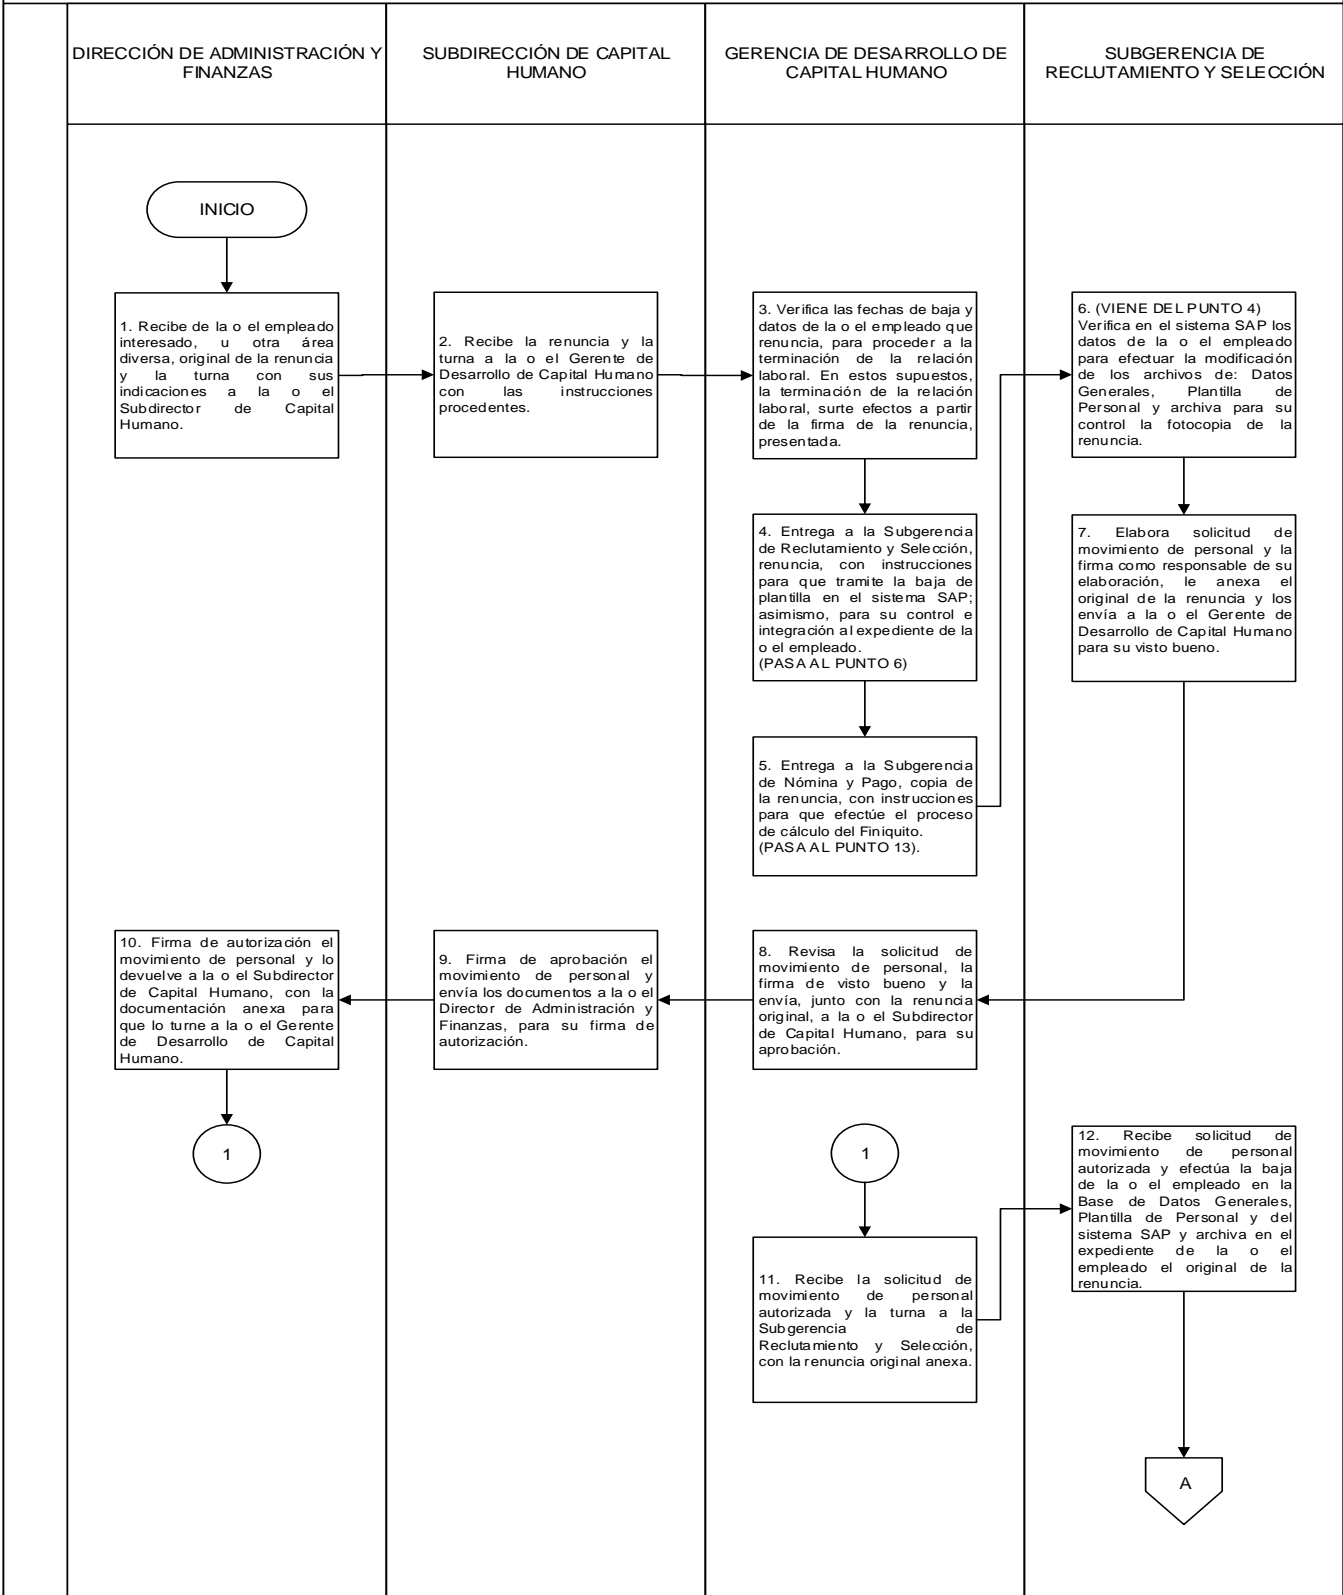 DIRECCIÓN DE ADMINISTRACIÓN Y
FINANZAS
SUBDIRECCIÓN DE CAPITAL
HUMANO
GERENCIA DE DESARROLLO DE
CAPITAL HUMANO
SUBGERENCIA DE
RECLUTAMIENTO Y SELECCIÓN
INICIO
1. Recibe de la o el empleado
interesado, u otra área
diversa, original de la renuncia
y la turna con sus
indicaciones a la o el
Subdirector de Capital
Humano.
2. Recibe la renuncia y la
turna a la o el Gerente de
Desarrollo de Capital Humano
con las instrucciones
procedentes.
3. Verifica las fechas de baja y
datos de la o el empleado que
renuncia, para proceder a la
terminación de la relación
laboral. En estos supuestos,
la terminación de la relación
laboral, surte efectos a partir
de la firma de la renuncia,
presentada.
4. Entrega a la Subgerencia
de Reclutamiento y Selección,
renuncia, con instrucciones
para que tramite la baja de
plantilla en el sistema SAP;
asimismo, para su control e
integración al expediente de la
o el empleado.
(PASA AL PUNTO 6)
5. Entrega a la Subgerencia
de Nómina y Pago, copia de
la renuncia, con instrucciones
para que efectúe el proceso
de cálculo del Finiquito.
(PASA AL PUNTO 13).
6. (VIENE DEL PUNTO 4)
Verifica en el sistema SAP los
datos de la o el empleado
para efectuar la modificación
de los archivos de: Datos
Generales, Plantilla de
Personal y archiva para su
control la fotocopia de la
renuncia.
7. Elabora solicitud de
movimiento de personal y la
firma como responsable de su
elaboración, le anexa el
original de la renuncia y los
envía a la o el Gerente de
Desarrollo de Capital Humano
para su visto bueno.
8. Revisa la solicitud de
movimiento de personal, la
firma de visto bueno y la
envía, junto con la renuncia
original, a la o el Subdirector
de Capital Humano, para su
aprobación.
9. Firma de aprobación el
movimiento de personal y
envía los documentos a la o el
Director de Administración y
Finanzas, para su firma de
autorización.
10. Firma de autorización el
movimiento de personal y lo
devuelve a la o el Subdirector
de Capital Humano, con la
documentación anexa para
que lo turne a la o el Gerente
de Desarrollo de Capital
Humano.
1
1
11. Recibe la solicitud de
movimiento de personal
autorizada y la turna a la
Subgerencia de
Reclutamiento y Selección,
con la renuncia original anexa.
12. Recibe solicitud de
movimiento de personal
autorizada y efectúa la baja
de la o el empleado en la
Base de Datos Generales,
Plantilla de Personal y del
sistema SAP y archiva en el
expediente de la o el
empleado el original de la
renuncia.
A